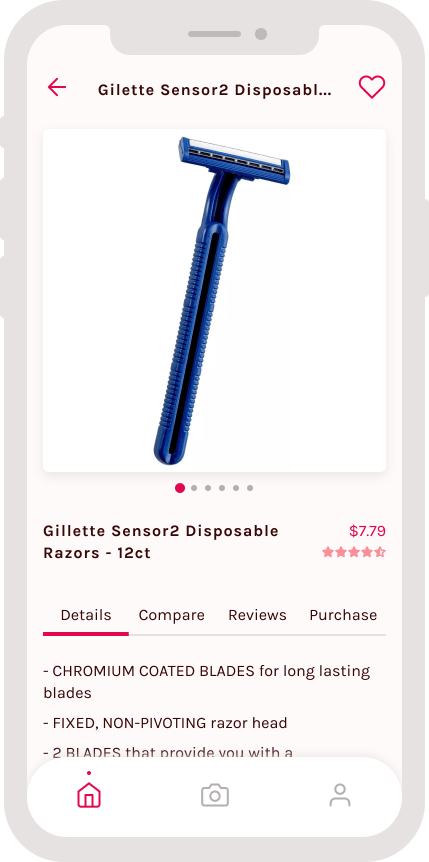 Gilette Sensor2 Disposabl...
Gillette Sensor2 Disposable
Razors - 12ct
$7.79
Details
Compare
Reviews
Purchase
- CHROMIUM COATED BLADES for long lasting
blades
- FIXED, NON-PIVOTING razor head
- 2 BLADES that provide you with a